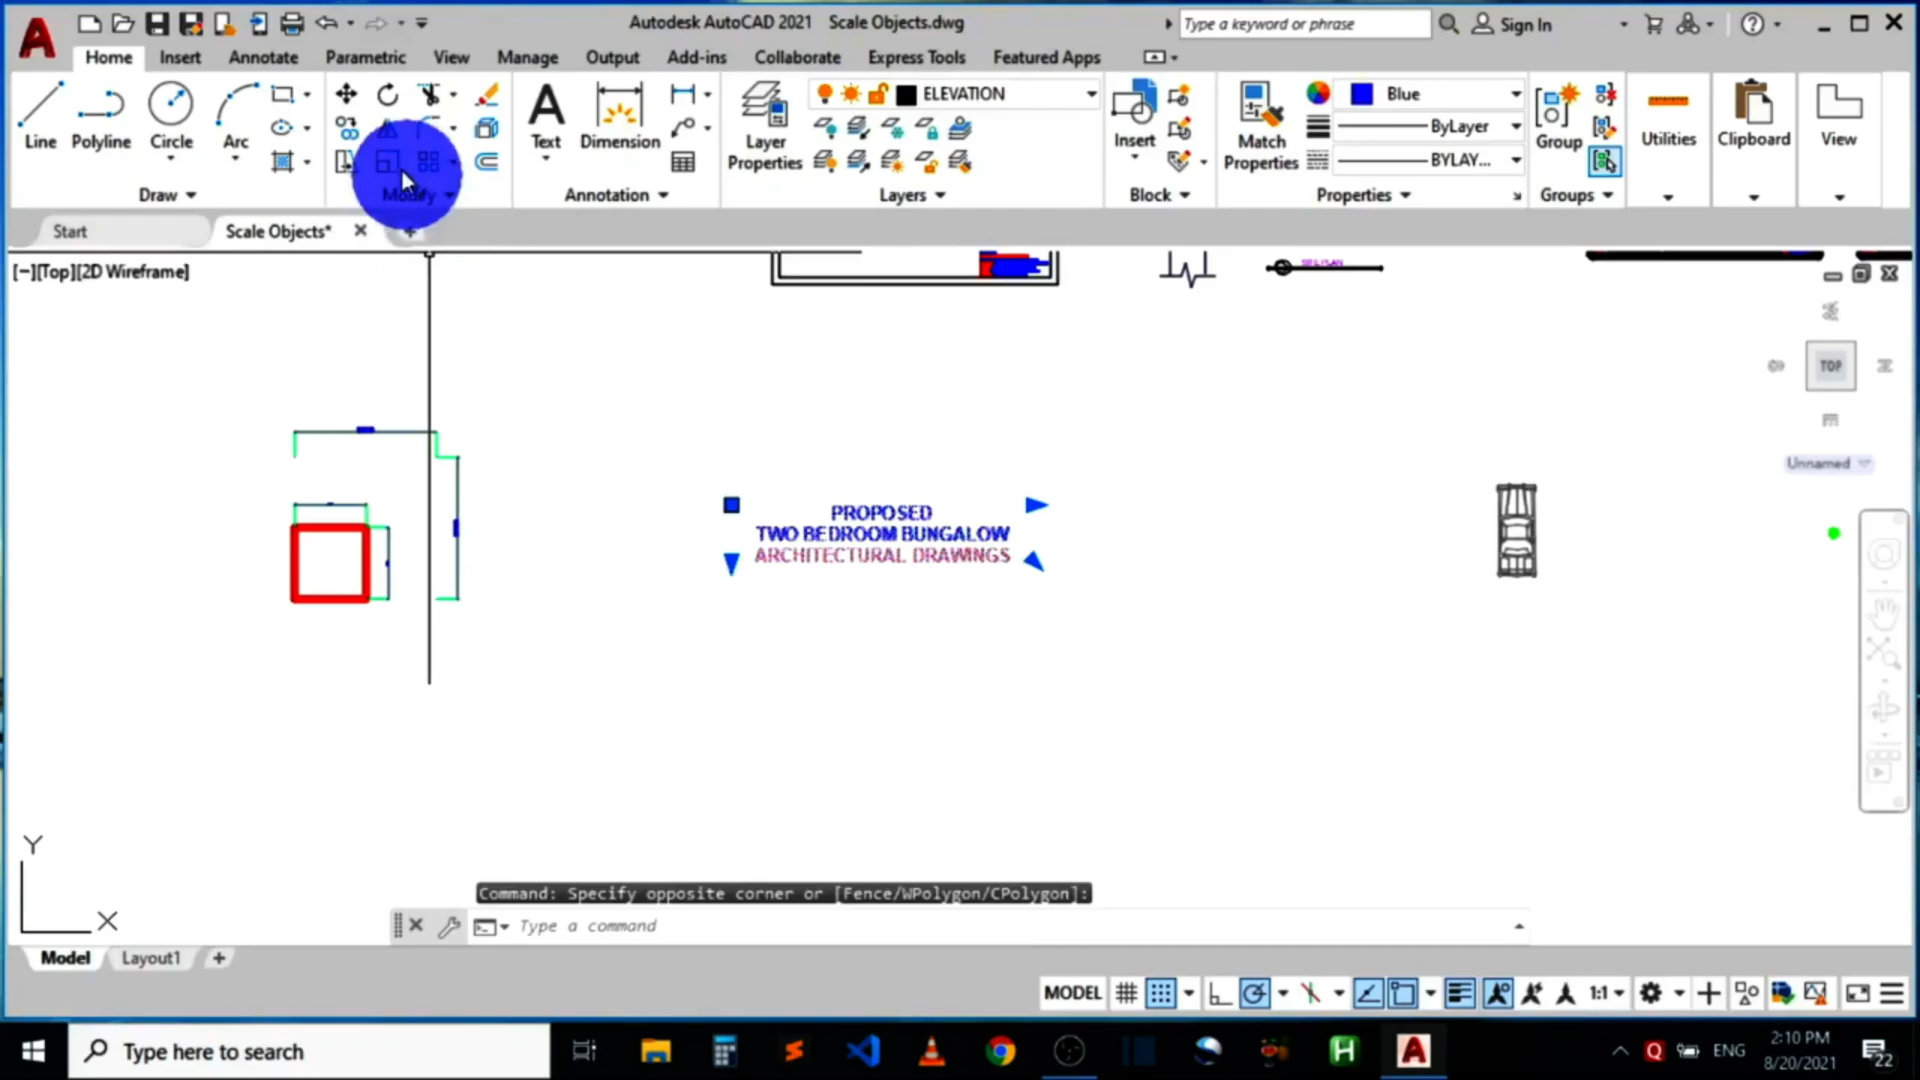 Autodesk AutoCAD 2021 Scale Objects.dwg
Type a keyword or phrase
Sign In
Home Insert Annotate Parametric View Manage Output Add-ins Collaborate Express Tools Featured Apps
Line Polyline Circle Arc
Text Dimension
Layer Properties
ELEVATION
Insert
Match Properties
Blue
ByLayer
BYLAY...
Group
Utilities
Clipboard
View
Draw Modify Annotation Layers Block Properties Groups
Start Scale Objects*
[−][Top][2D Wireframe]
TOP
Unnamed
PROPOSED
TWO BEDROOM BUNGALOW
ARCHITECTURAL DRAWINGS
Y
X
Command: Specify opposite corner or [Fence/WPolygon/CPolygon]:
Type a command
Model Layout1 +
MODEL 1:1
Type here to search
ENG
2:10 PM
8/20/2021
22